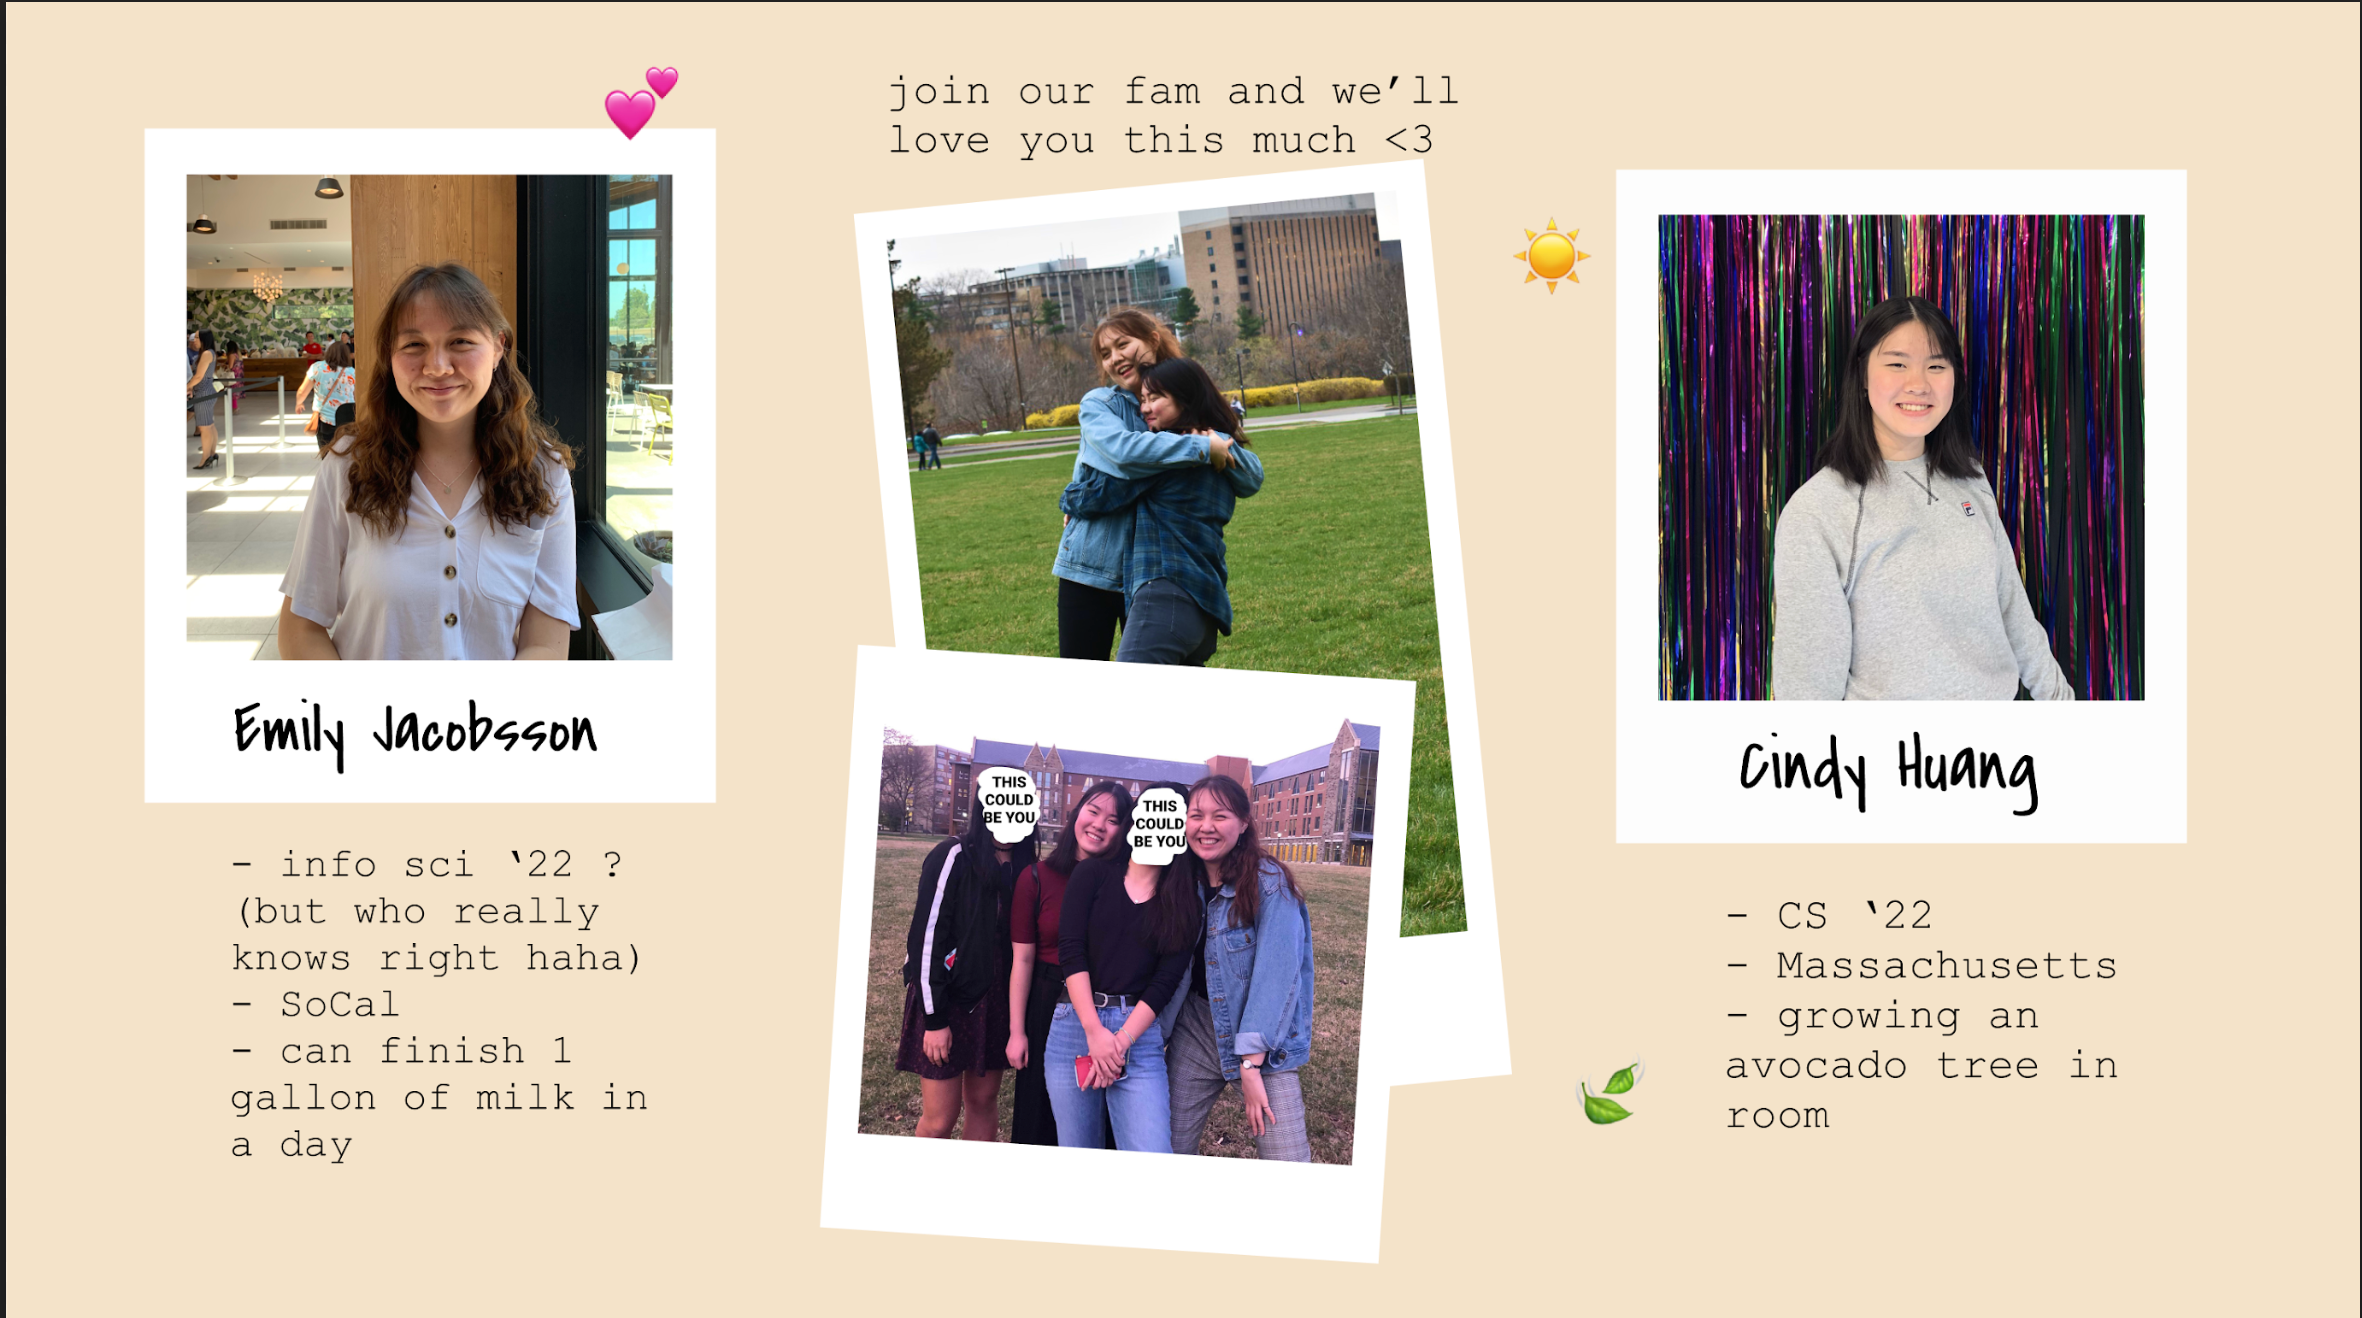 join our fam and we’ll
love you this much <3
Emily Jacobsson
- info sci ‘22 ?
(but who really
knows right haha)
- SoCal
- can finish 1
gallon of milk in
a day
THIS
COULD
BE YOU
THIS
COULD
BE YOU
Cindy Huang
- CS ‘22
- Massachusetts
- growing an
avocado tree in
room